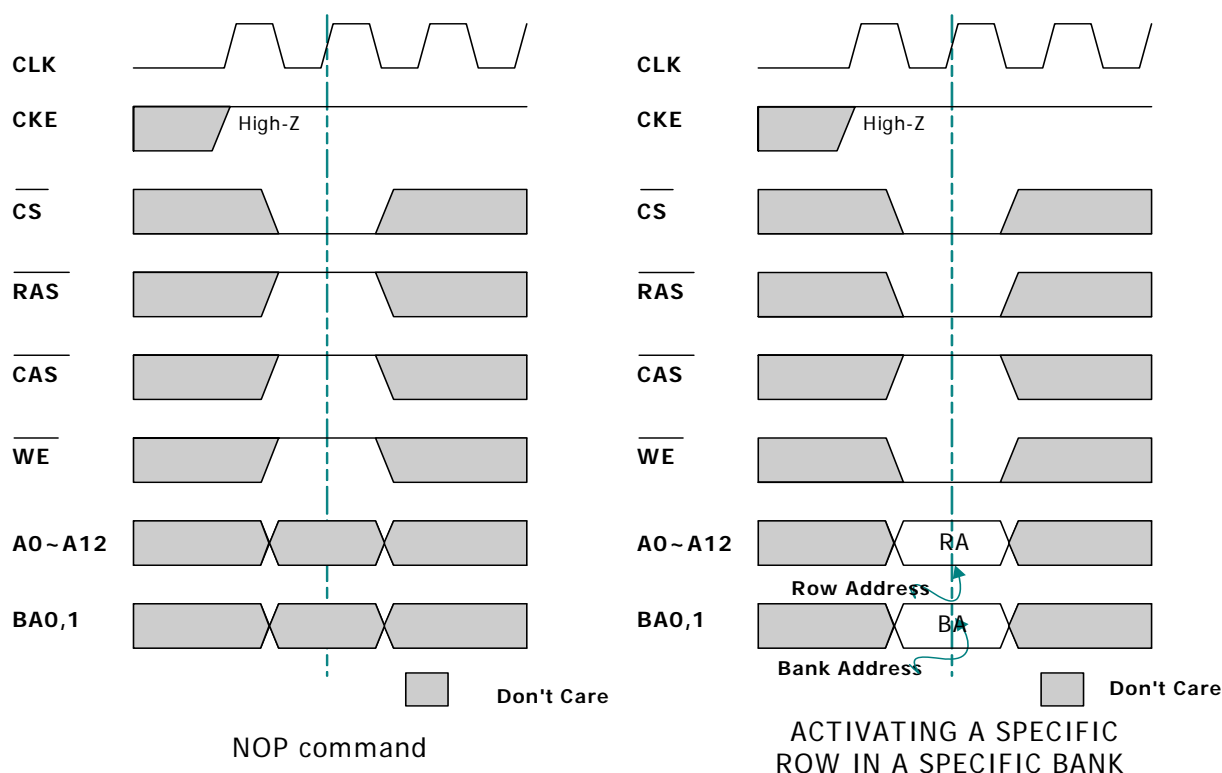 CLK
CKE
High-Z
CS
RAS
CAS
WE
A0~A12
BA0,1
Don't Care
NOP command
CLK
CKE
High-Z
CS
RAS
CAS
WE
A0~A12
RA
Row Address
BA0,1
BA
Bank Address
Don't Care
ACTIVATING A SPECIFIC
ROW IN A SPECIFIC BANK